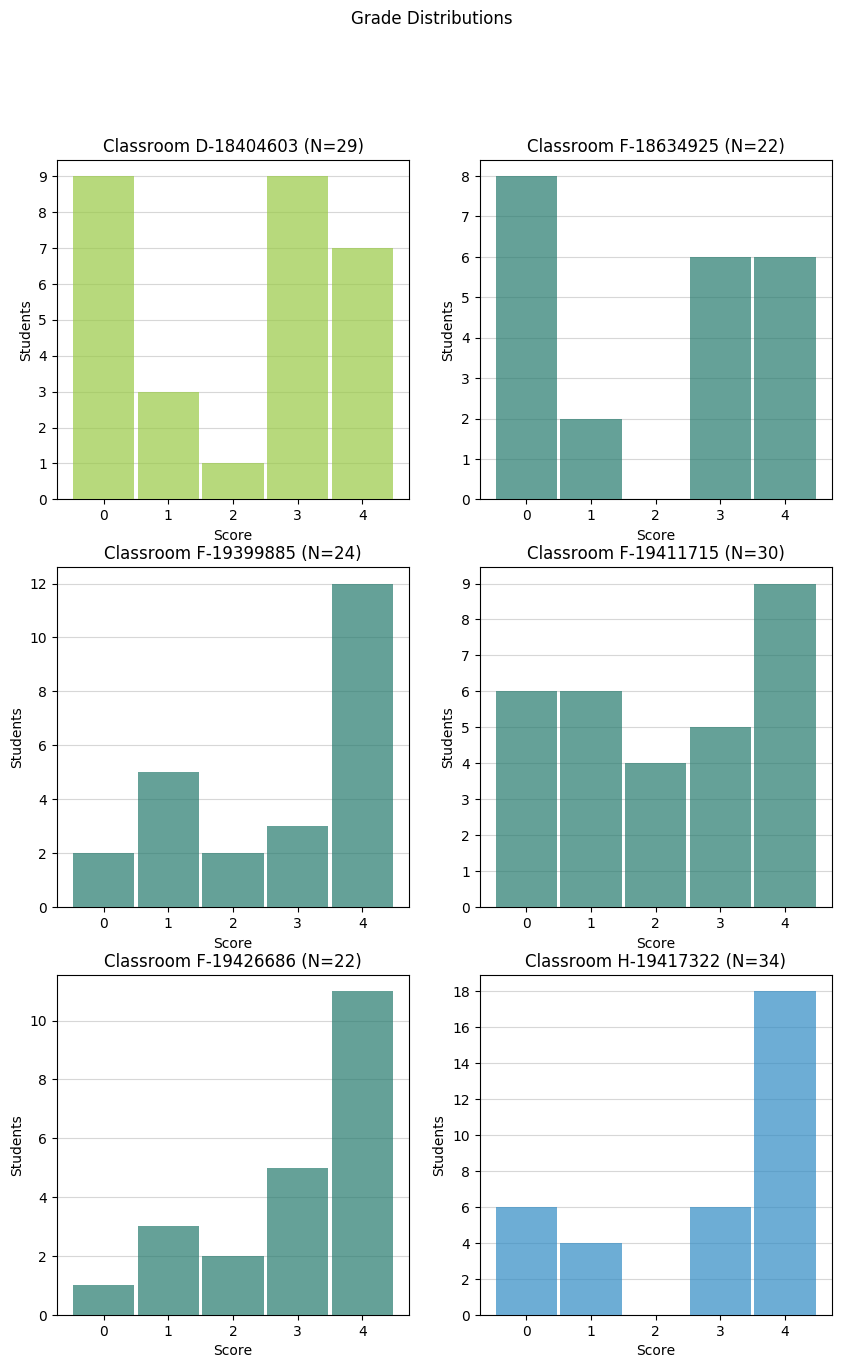 Grade Distributions
Classroom D-18404603 (N=29)
9
8
7
6
5
4
3
2
1
0
Students
0 1 2 3 4
Score
Classroom F-18634925 (N=22)
8
7
6
5
4
3
2
1
0
Students
0 1 2 3 4
Score
Classroom F-19399885 (N=24)
12
10
8
6
4
2
0
Students
0 1 2 3 4
Score
Classroom F-19411715 (N=30)
9
8
7
6
5
4
3
2
1
0
Students
0 1 2 3 4
Score
Classroom F-19426686 (N=22)
10
8
6
4
2
0
Students
0 1 2 3 4
Score
Classroom H-19417322 (N=34)
18
16
14
12
10
8
6
4
2
0
Students
0 1 2 3 4
Score